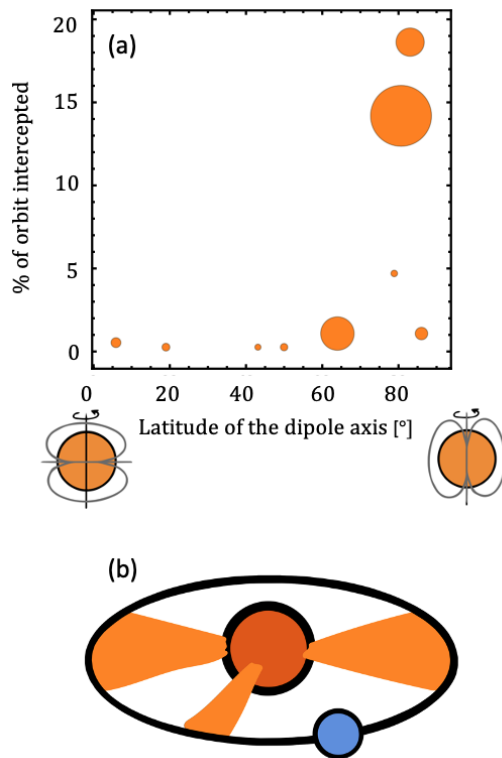 20
(a)
15
% of orbit intercepted
10
5
0
0 20 40 60 80
Latitude of the dipole axis [°]
(b)